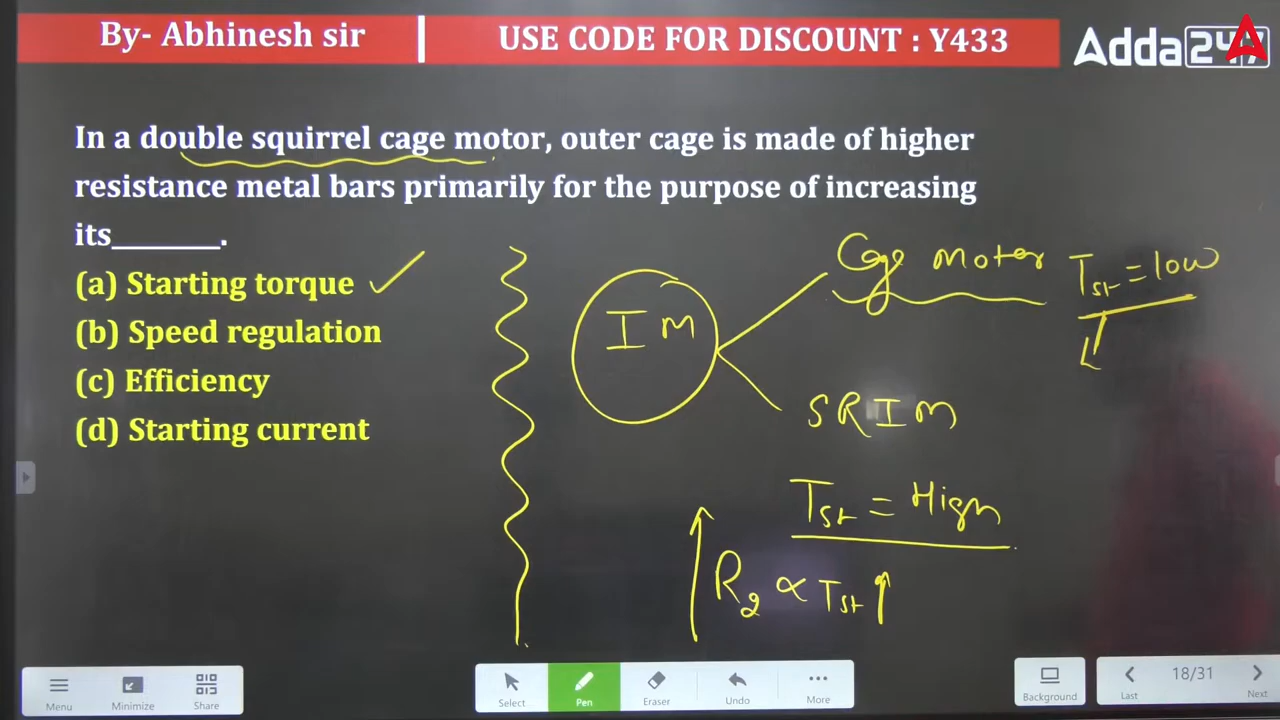 By- Abhinesh sir
USE CODE FOR DISCOUNT : Y433
Adda247
In a double squirrel cage motor, outer cage is made of higher
resistance metal bars primarily for the purpose of increasing
its_______.
(a) Starting torque
(b) Speed regulation
(c) Efficiency
(d) Starting current
IM
Cage motor
Tst = low
SRIM
Tst = High
R2 ∝ Tst ↑
Menu
Minimize
Share
Select
Pen
Eraser
Undo
More
Background
Last
18/31
Next